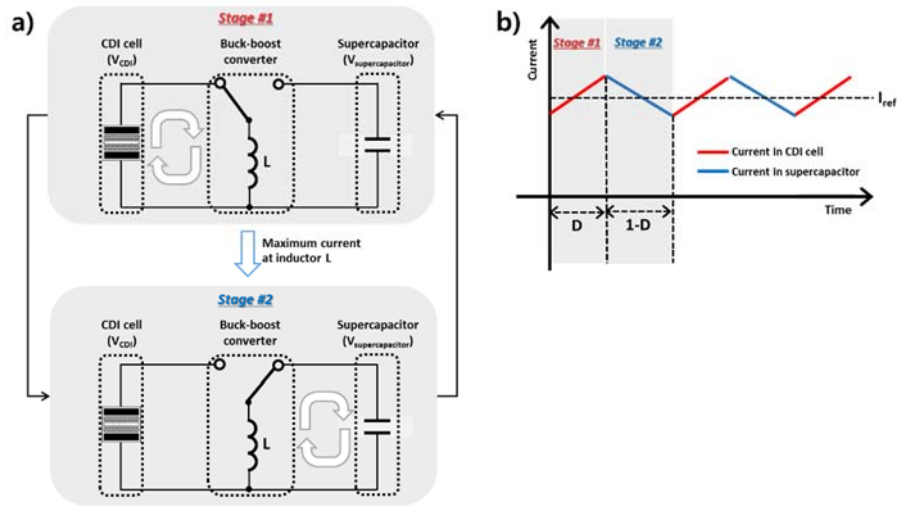 a)
Stage #1
CDI cell
(VCDI)
Buck-boost
converter
Supercapacitor
(Vsupercapacitor)
L
Maximum current
at inductor L
Stage #2
CDI cell
(VCDI)
Buck-boost
converter
Supercapacitor
(Vsupercapacitor)
L
b)
Current
Stage #1
Stage #2
Iref
Current in CDI cell
Current in supercapacitor
Time
D
1-D